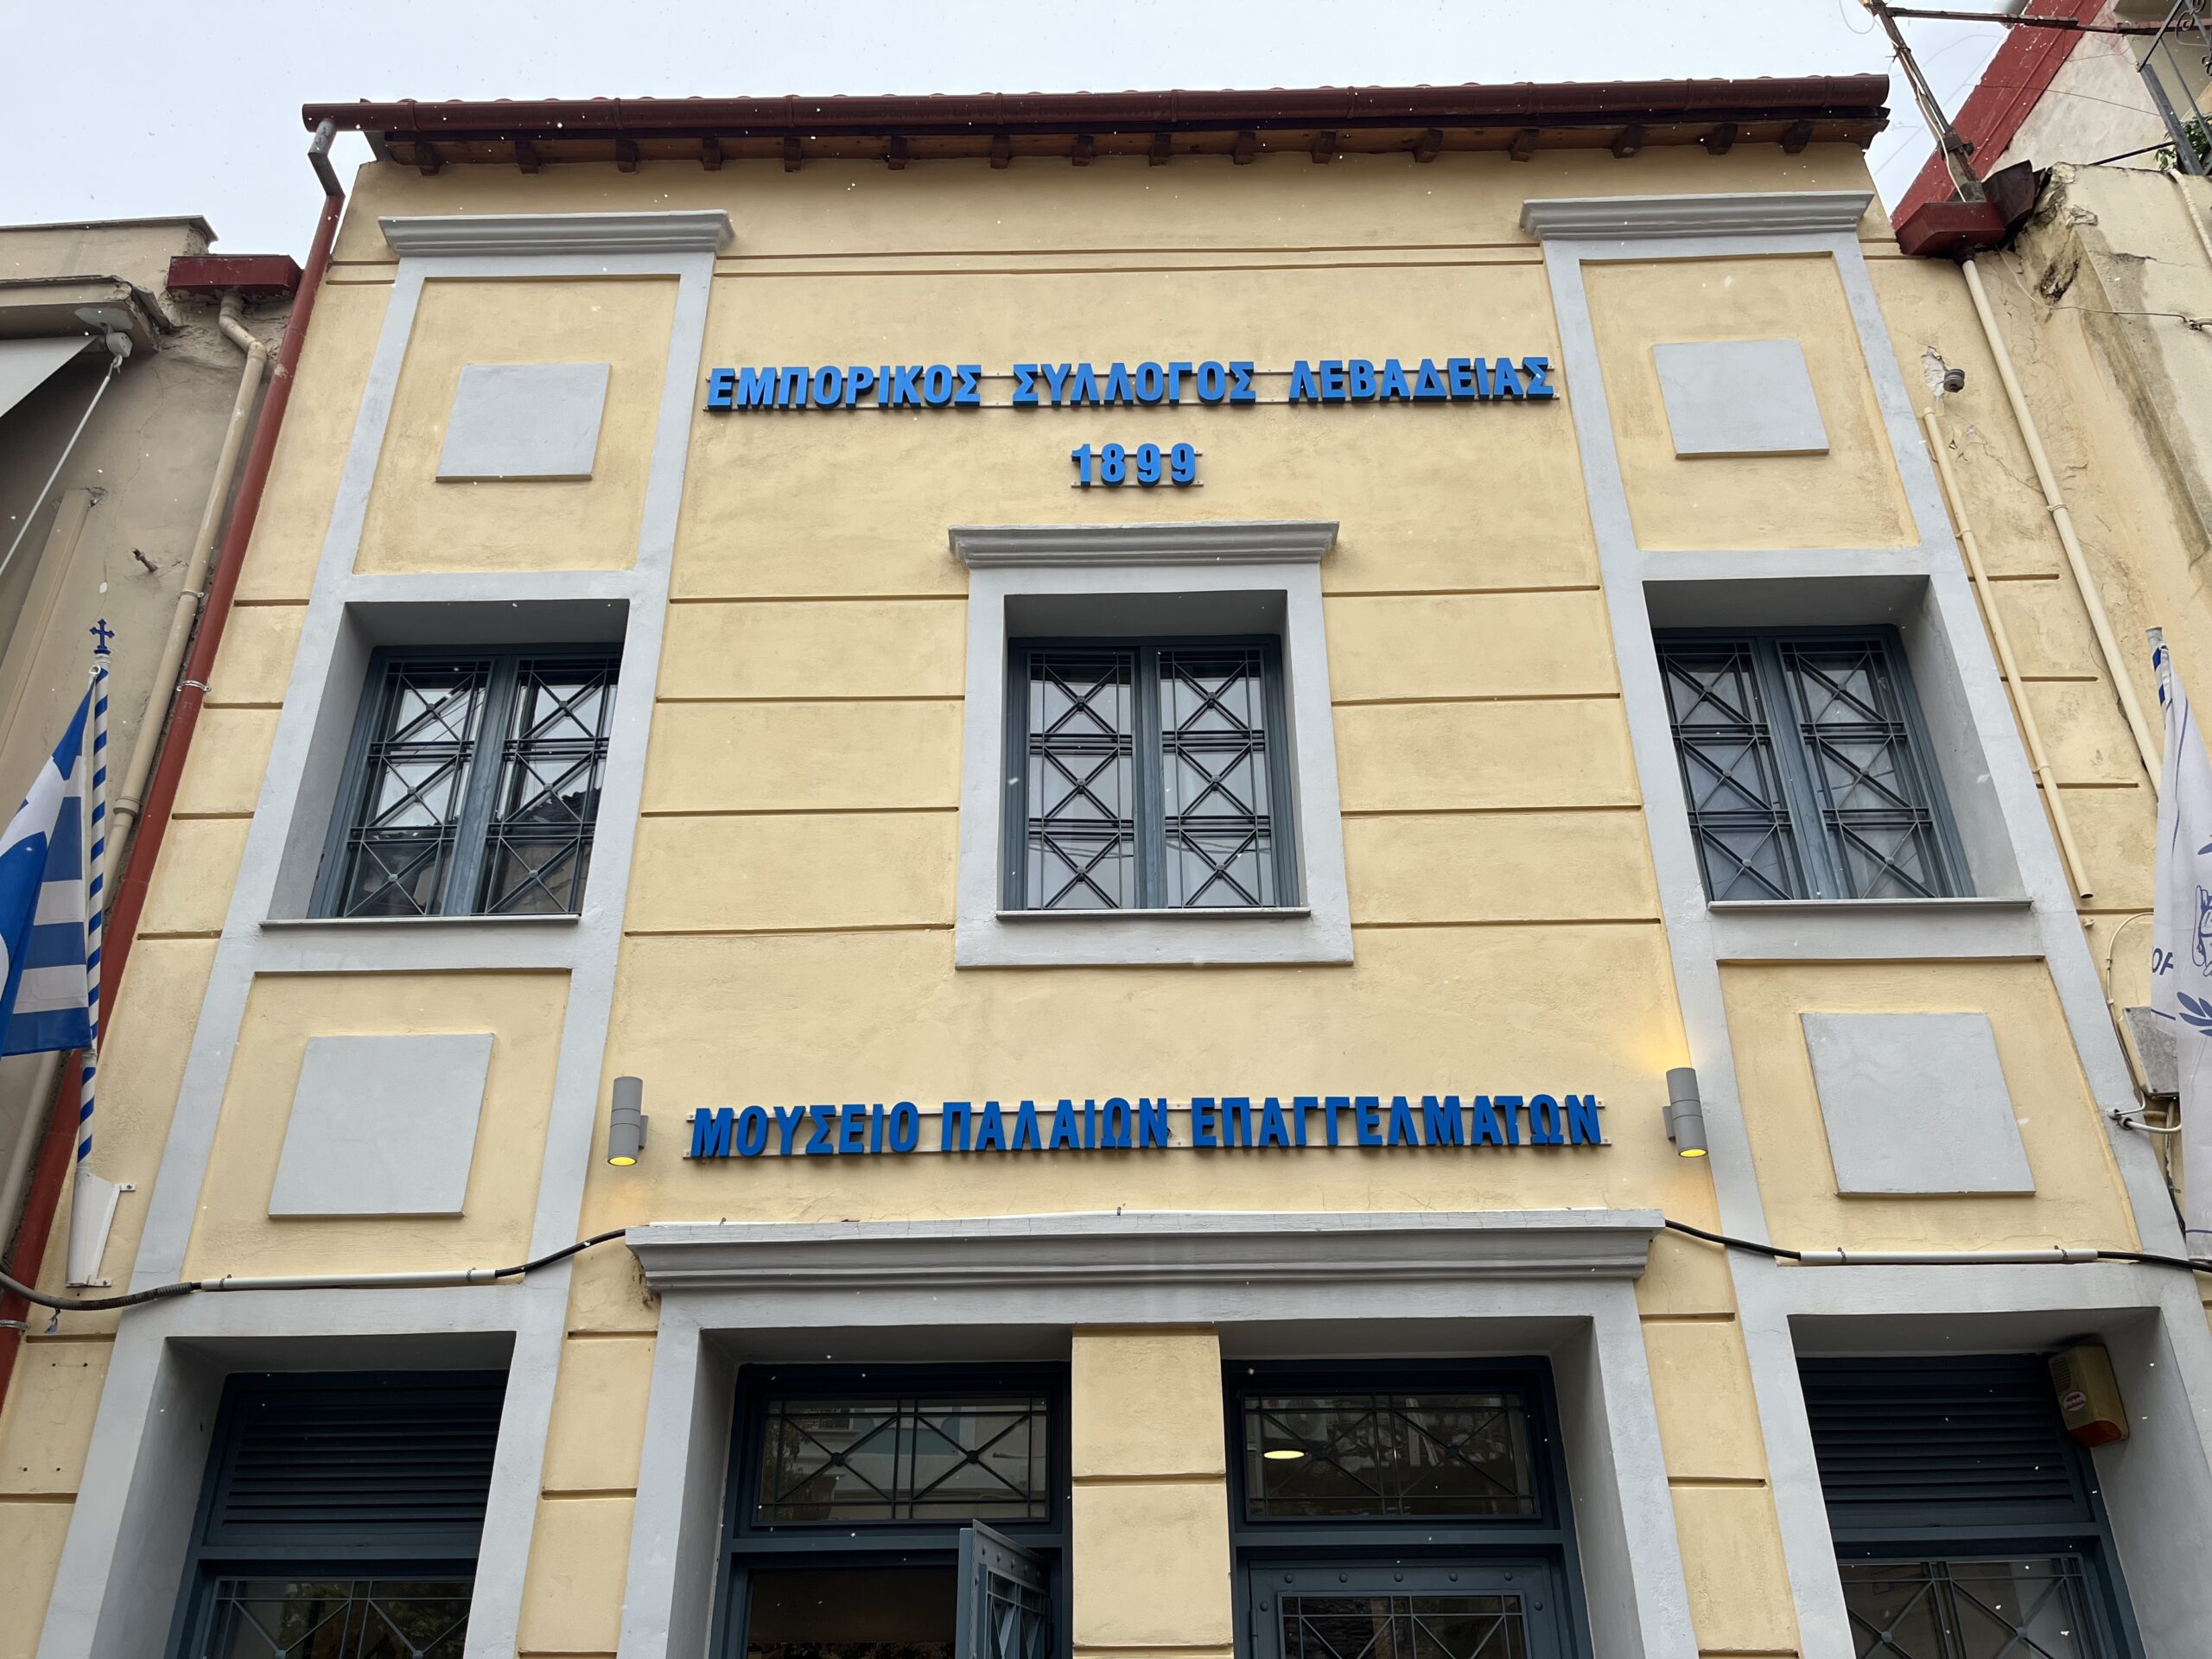 ΕΜΠΟΡΙΚΟΣ ΣΥΛΛΟΓΟΣ ΛΕΒΑΔΕΙΑΣ
1899
ΜΟΥΣΕΙΟ ΠΑΛΑΙΩΝ ΕΠΑΓΓΕΛΜΑΤΩΝ